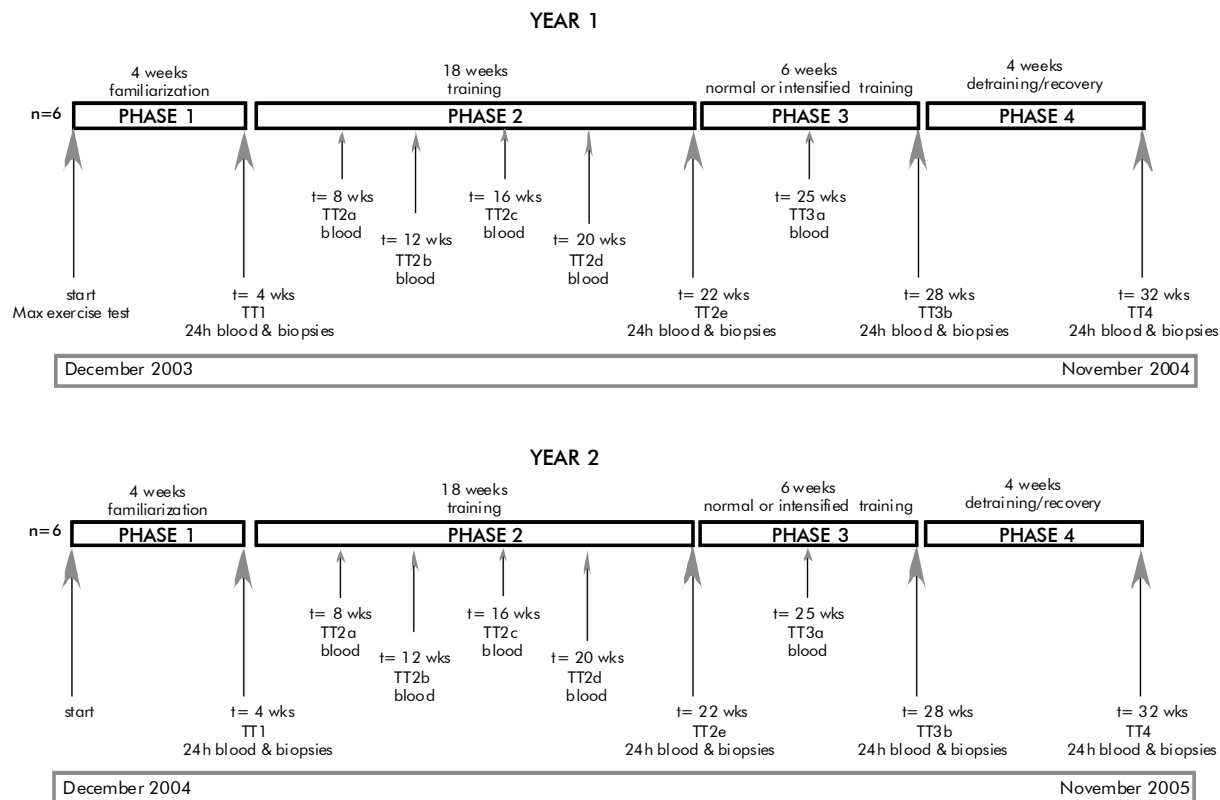 YEAR 1
4 weeks
familiarization
18 weeks
training
6 weeks
normal or intensified training
4 weeks
detraining/recovery
n=6
PHASE 1
PHASE 2
PHASE 3
PHASE 4
t= 8 wks
TT2a
blood
t= 12 wks
TT2b
blood
t= 16 wks
TT2c
blood
t= 20 wks
TT2d
blood
t= 25 wks
TT3a
blood
start
Max exercise test
t= 4 wks
TT1
24h blood & biopsies
t= 22 wks
TT2e
24h blood & biopsies
t= 28 wks
TT3b
24h blood & biopsies
t= 32 wks
TT4
24h blood & biopsies
December 2003
November 2004
YEAR 2
4 weeks
familiarization
18 weeks
training
6 weeks
normal or intensified training
4 weeks
detraining/recovery
n=6
PHASE 1
PHASE 2
PHASE 3
PHASE 4
t= 8 wks
TT2a
blood
t= 12 wks
TT2b
blood
t= 16 wks
TT2c
blood
t= 20 wks
TT2d
blood
t= 25 wks
TT3a
blood
start
t= 4 wks
TT1
24h blood & biopsies
t= 22 wks
TT2e
24h blood & biopsies
t= 28 wks
TT3b
24h blood & biopsies
t= 32 wks
TT4
24h blood & biopsies
December 2004
November 2005